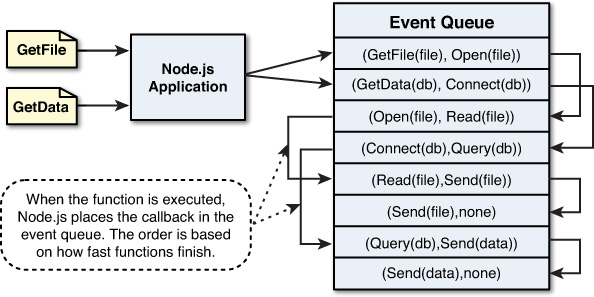 GetFile
GetData
Node.js
Application
Event Queue
(GetFile(file), Open(file))
(GetData(db), Connect(db))
(Open(file), Read(file))
(Connect(db),Query(db))
(Read(file),Send(file))
(Send(file),none)
(Query(db),Send(data))
(Send(data),none)
When the function is executed,
Node.js places the callback in the
event queue. The order is based
on how fast functions finish.